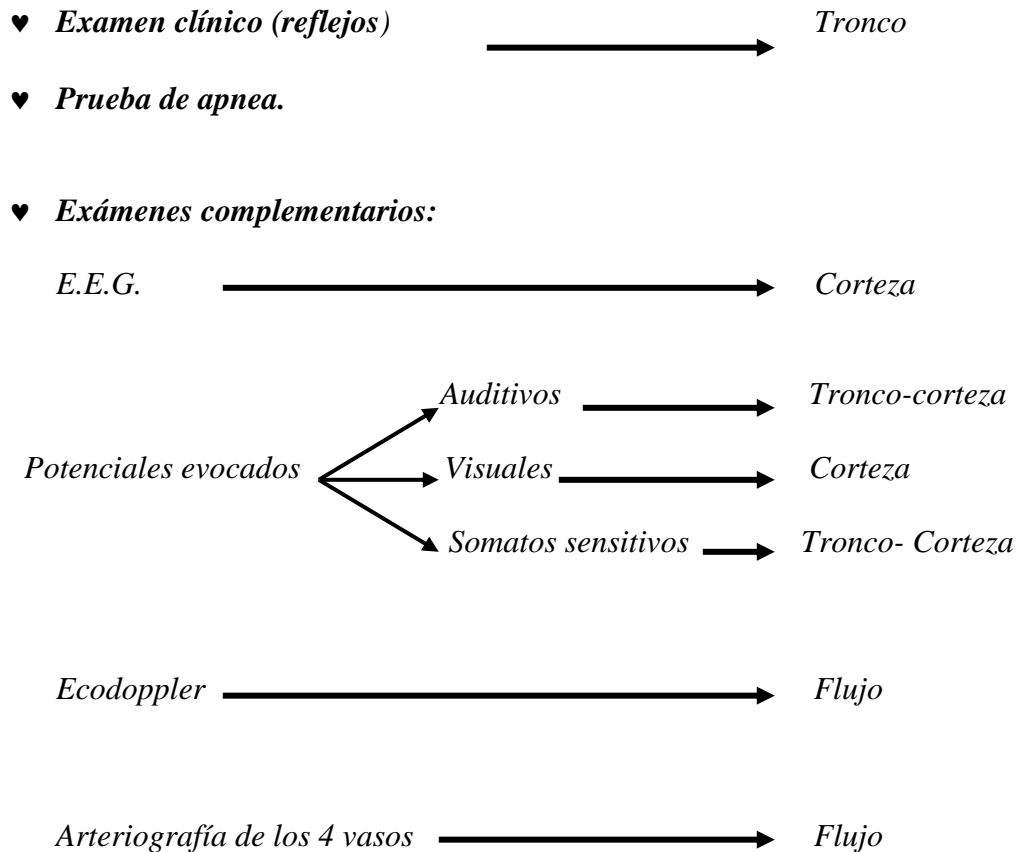 ♥ Examen clínico (reflejos) Tronco
♥ Prueba de apnea.
♥ Exámenes complementarios:
E.E.G. Corteza
Auditivos Tronco-corteza
Potenciales evocados Visuales Corteza
Somatos sensitivos Tronco- Corteza
Ecodoppler Flujo
Arteriografía de los 4 vasos Flujo